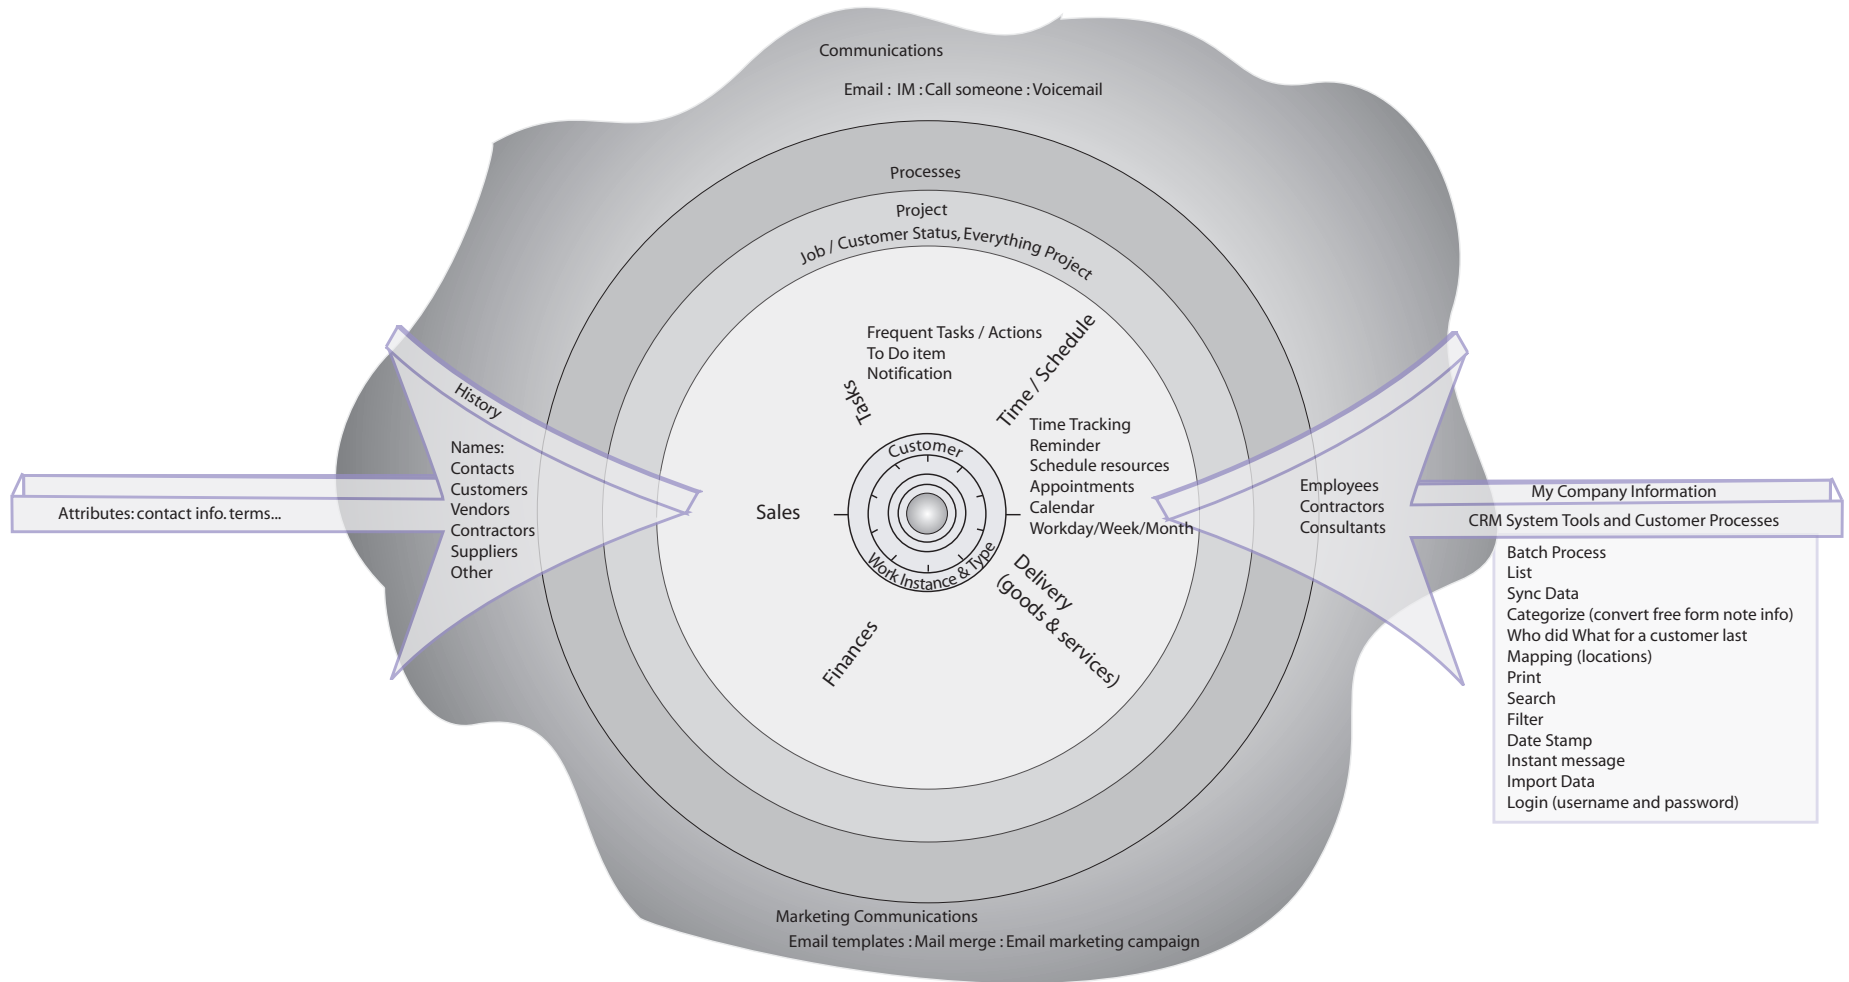 Communications
Email : IM : Call someone : Voicemail
Processes
Project
Job / Customer Status, Everything Project
Frequent Tasks / Actions
To Do item
Notification
Tasks
Time / Schedule
Time Tracking
Reminder
Schedule resources
Appointments
Calendar
Workday/Week/Month
Customer
Work Instance & Type
Sales
Delivery
(goods & services)
Finances
History
Names:
Contacts
Customers
Vendors
Contractors
Suppliers
Other
Attributes: contact info. terms...
Employees
Contractors
Consultants
My Company Information
CRM System Tools and Customer Processes
Batch Process
List
Sync Data
Categorize (convert free form note info)
Who did What for a customer last
Mapping (locations)
Print
Search
Filter
Date Stamp
Instant message
Import Data
Login (username and password)
Marketing Communications
Email templates : Mail merge : Email marketing campaign